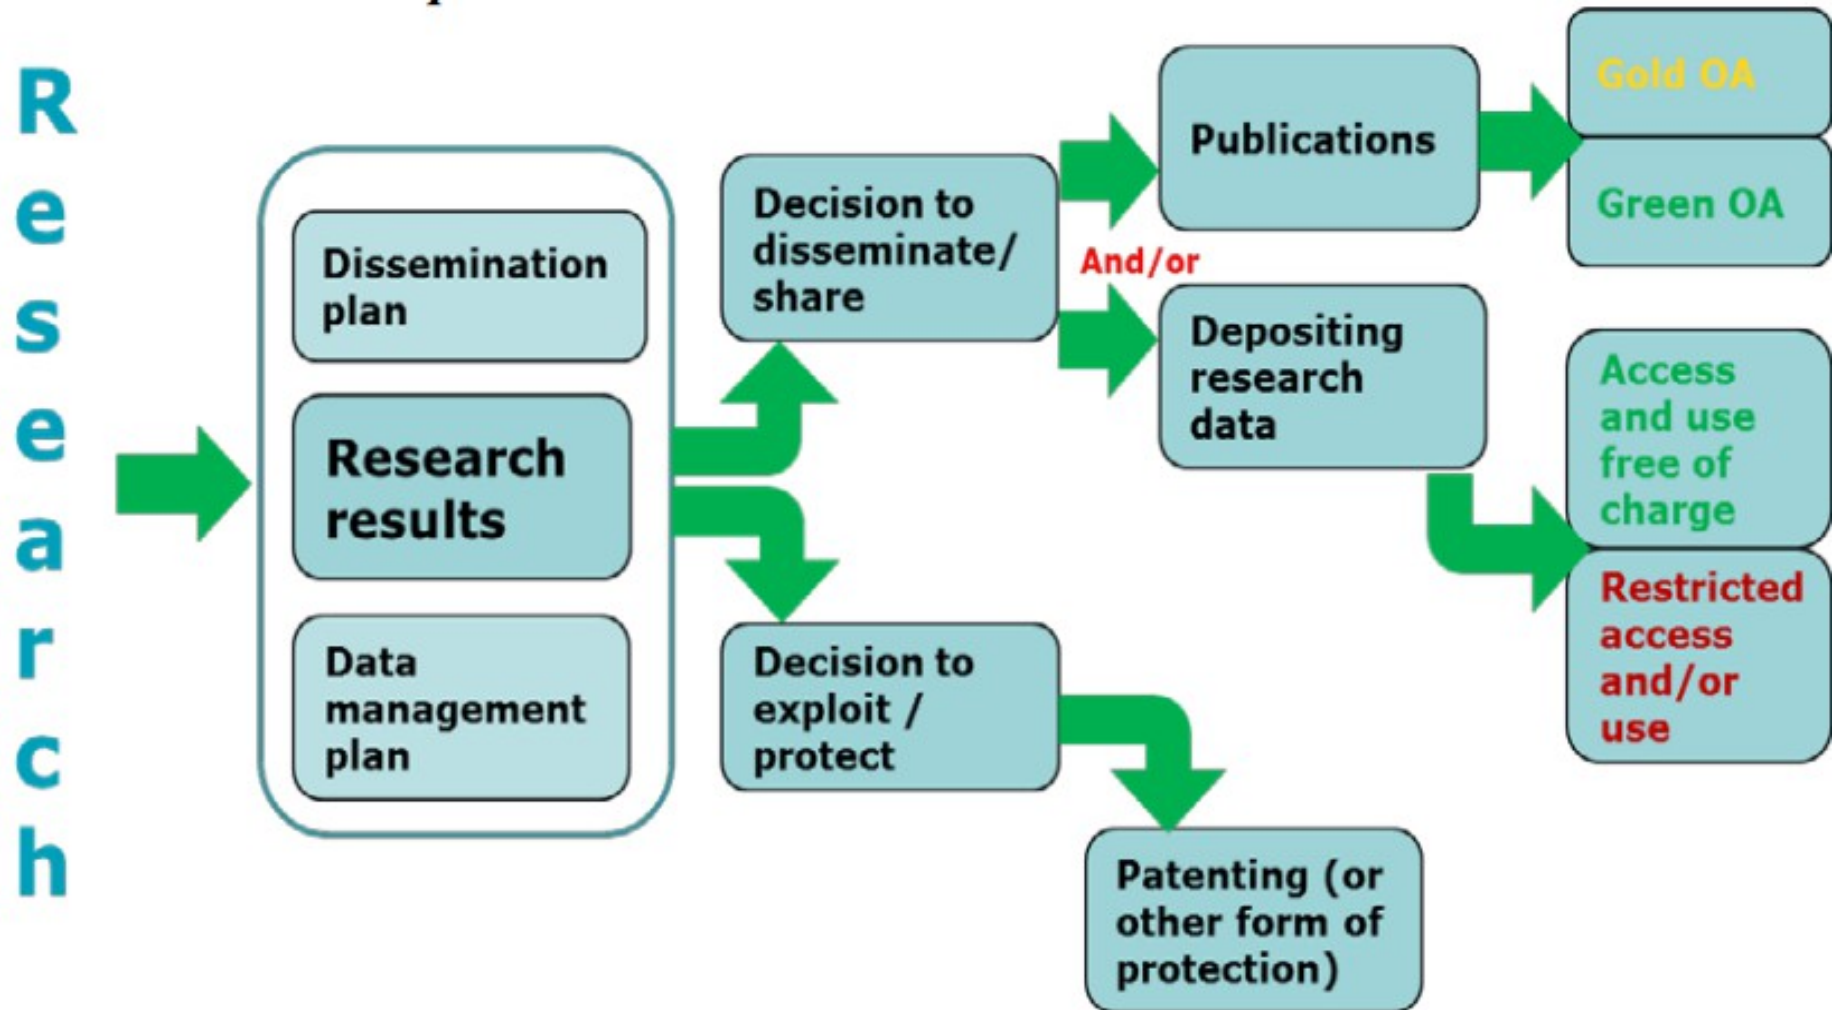 Research
Dissemination
plan
Research
results
Data
management
plan
Decision to
disseminate/
share
And/or
Decision to
exploit /
protect
Publications
Depositing
research
data
Patenting (or
other form of
protection)
Gold OA
Green OA
Access
and use
free of
charge
Restricted
access
and/or
use